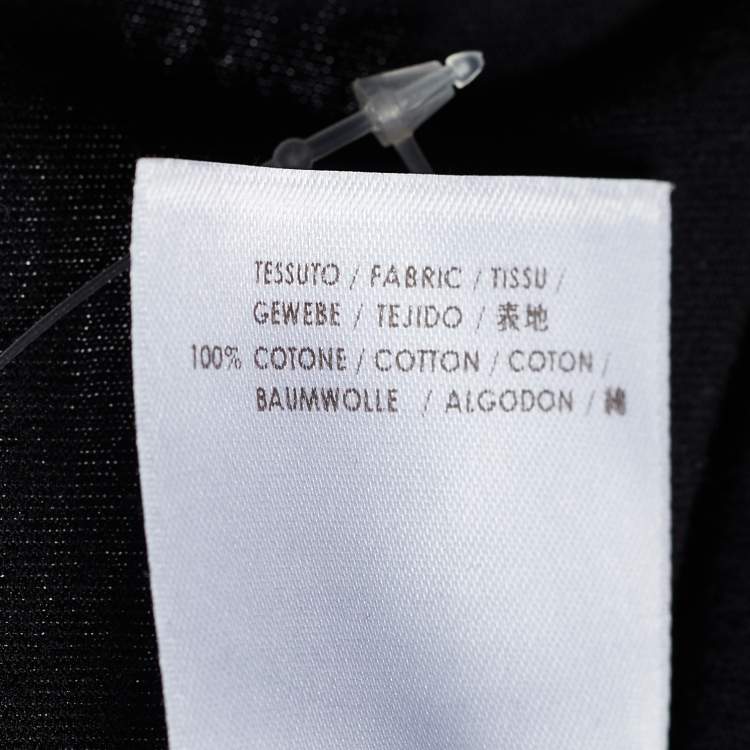 TESSUTO / FABRIC / TISSU /
GEWEBE / TEJIDO / 表地
100% COTONE / COTTON / COTON /
BAUMWOLLE / ALGODON / 綿